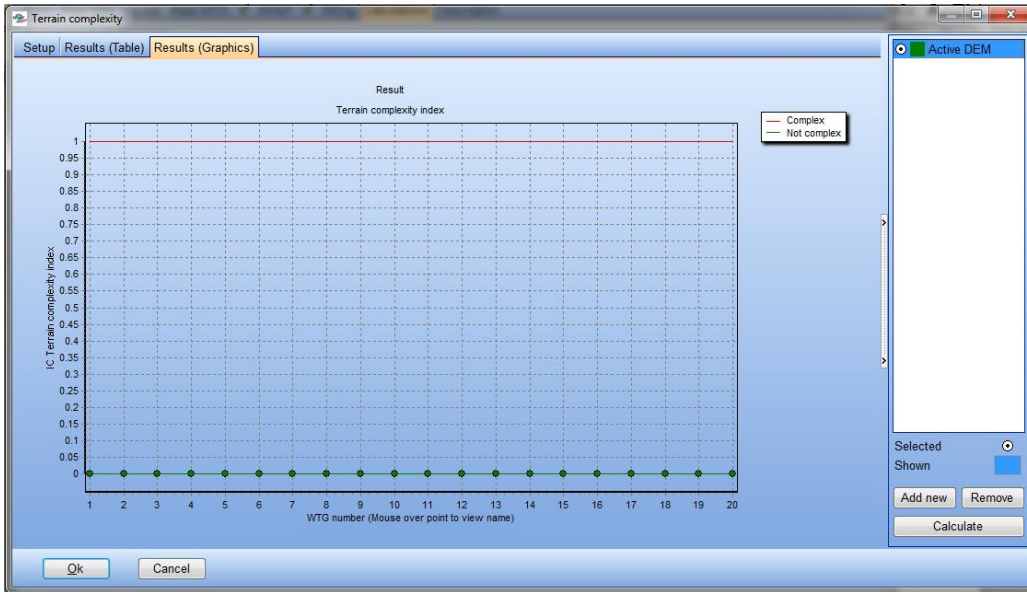 Terrain complexity
Setup Results (Table) Results (Graphics)
Active DEM
Result
Terrain complexity index
Complex
Not complex
1
0.95
0.9
0.85
0.8
0.75
0.7
0.65
0.6
0.55
0.5
0.45
0.4
0.35
0.3
0.25
0.2
0.15
0.1
0.05
0
IC Terrain complexity index
1 2 3 4 5 6 7 8 9 10 11 12 13 14 15 16 17 18 19 20
WTG number (Mouse over point to view name)
Selected
Shown
Add new Remove
Calculate
Ok Cancel